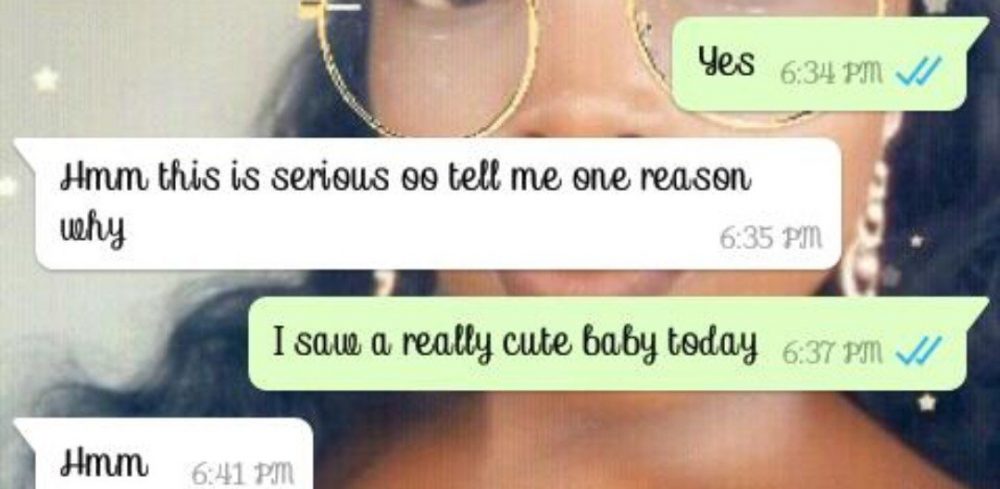 Yes 6:34 PM
Hmm this is serious oo tell me one reason
why 6:35 PM
I saw a really cute baby today 6:37 PM
Hmm 6:41 PM